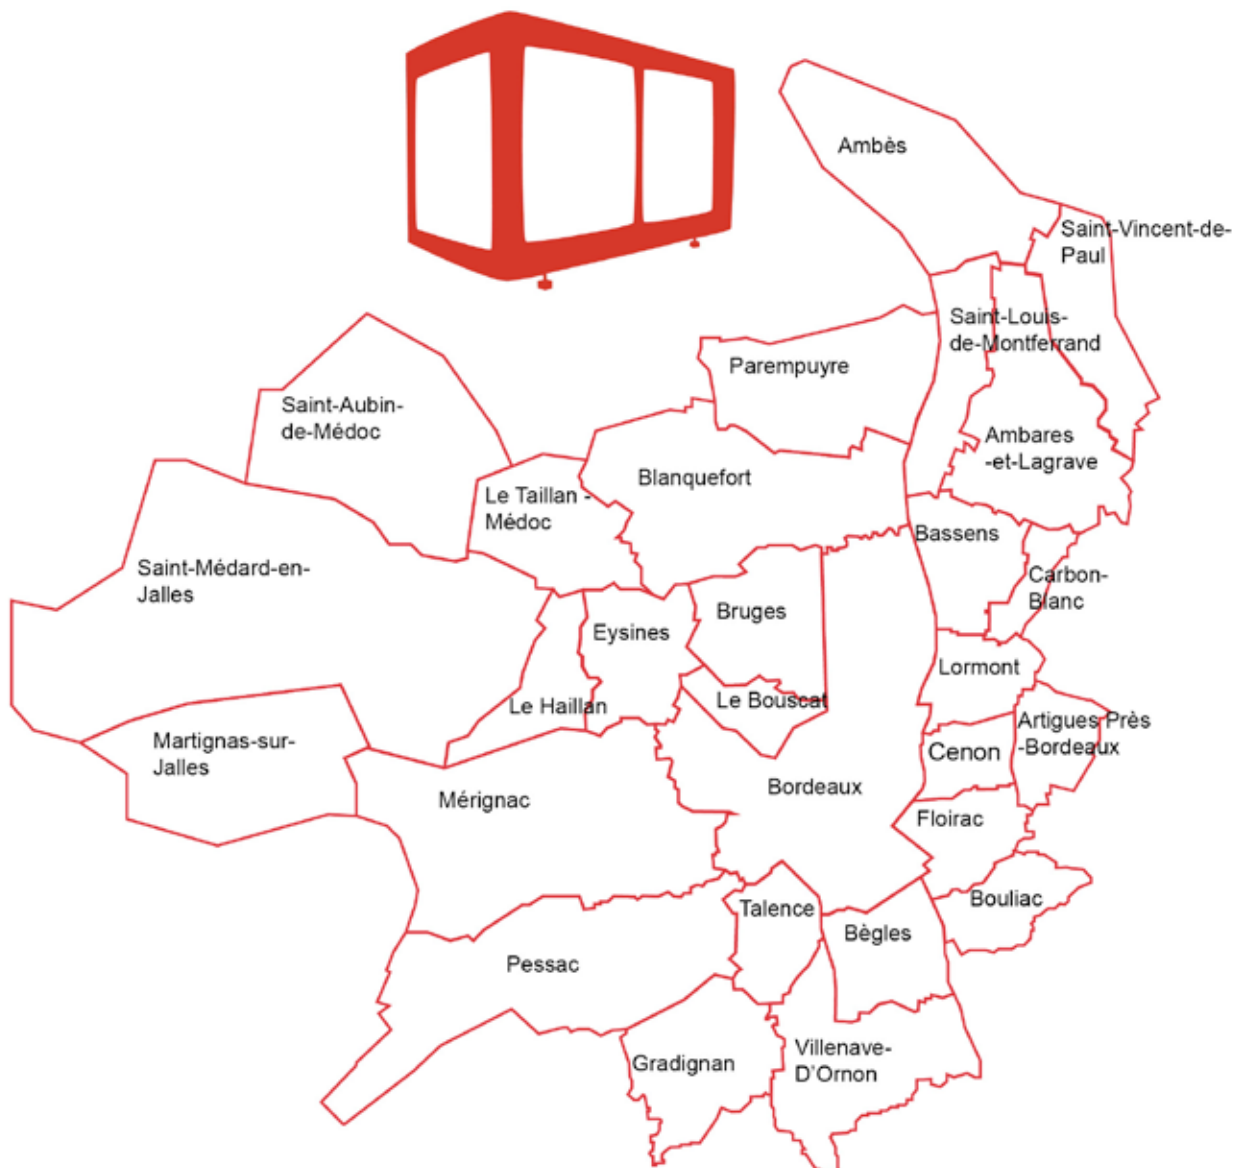 Ambès
Saint-Vincent-de-
Paul
Saint-Louis-
de-Montferrand
Parempuyre
Saint-Aubin-
de-Médoc
Ambares
-et-Lagrave
Blanquefort
Le Taillan -
Médoc
Bassens
Saint-Médard-en-
Jalles
Carbon-
Blanc
Bruges
Eysines
Lormont
Le Bouscat
Le Haillan
Artigues Près
-Bordeaux
Martignas-sur-
Jalles
Cenon
Bordeaux
Mérignac
Floirac
Bouliac
Talence
Bègles
Pessac
Villenave-
D'Ornon
Gradignan